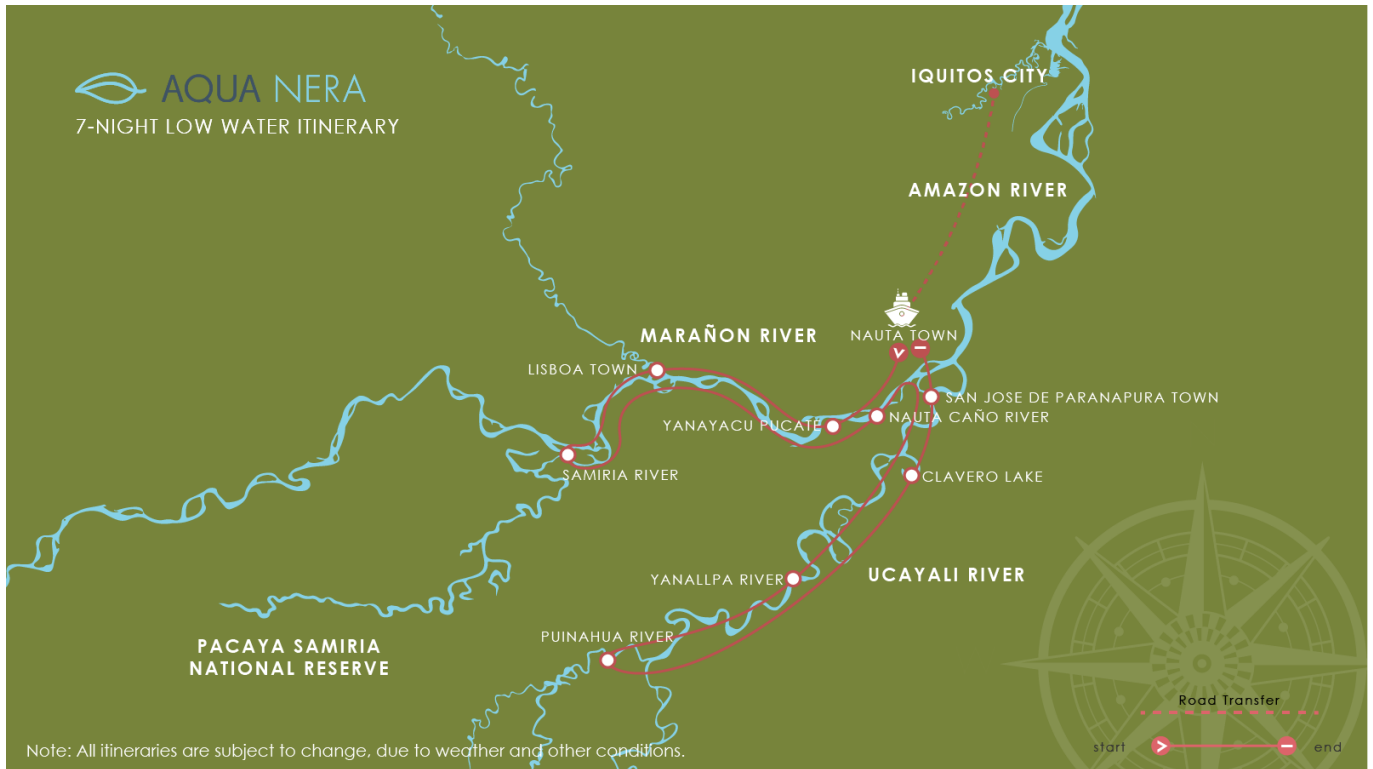 AQUA NERA
7-NIGHT LOW WATER ITINERARY
IQUITOS CITY
AMAZON RIVER
MARAÑON RIVER
NAUTA TOWN
LISBOA TOWN
SAN JOSE DE PARANAPURA TOWN
YANAYACU PUCATE
NAUTA CAÑO RIVER
SAMIRIA RIVER
CLAVERO LAKE
YANALLPA RIVER
UCAYALI RIVER
PUINAHUA RIVER
PACAYA SAMIRIA
NATIONAL RESERVE
Road Transfer
start
end
Note: All itineraries are subject to change, due to weather and other conditions.